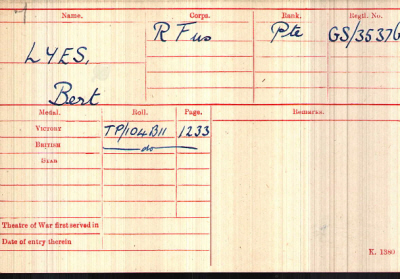 Name. Corps. Rank. Regtl. No.
LYES, R Fus Pte GS/35376
Bert
Medal. Roll. Page. Remarks.
VICTORY TP/104B11 1233
BRITISH do
STAR
Theatre of War first served in
Date of entry therein
K. 1380